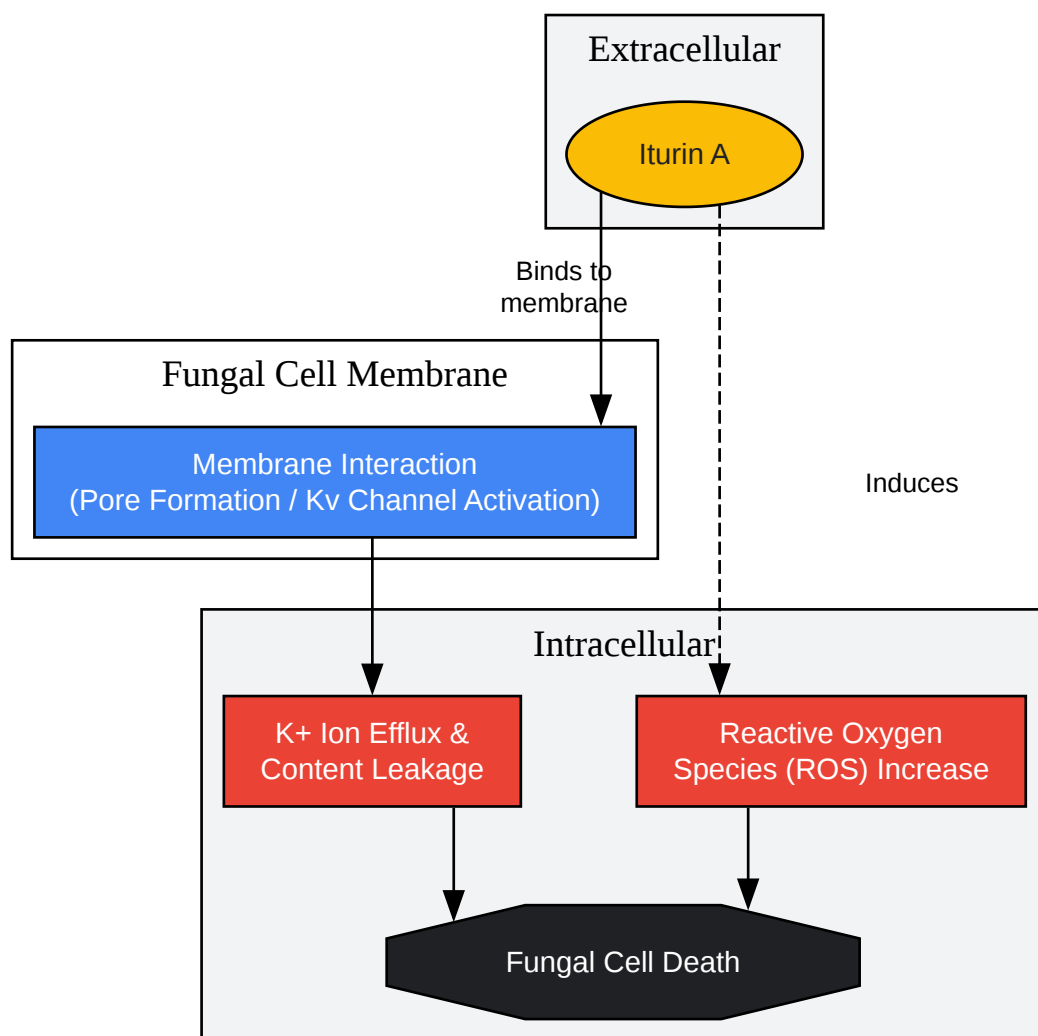 Extracellular
Iturin A
Binds to
membrane
Fungal Cell Membrane
Membrane Interaction
(Pore Formation / Kv Channel Activation)
Induces
Intracellular
K+ Ion Efflux &
Content Leakage
Reactive Oxygen
Species (ROS) Increase
Fungal Cell Death